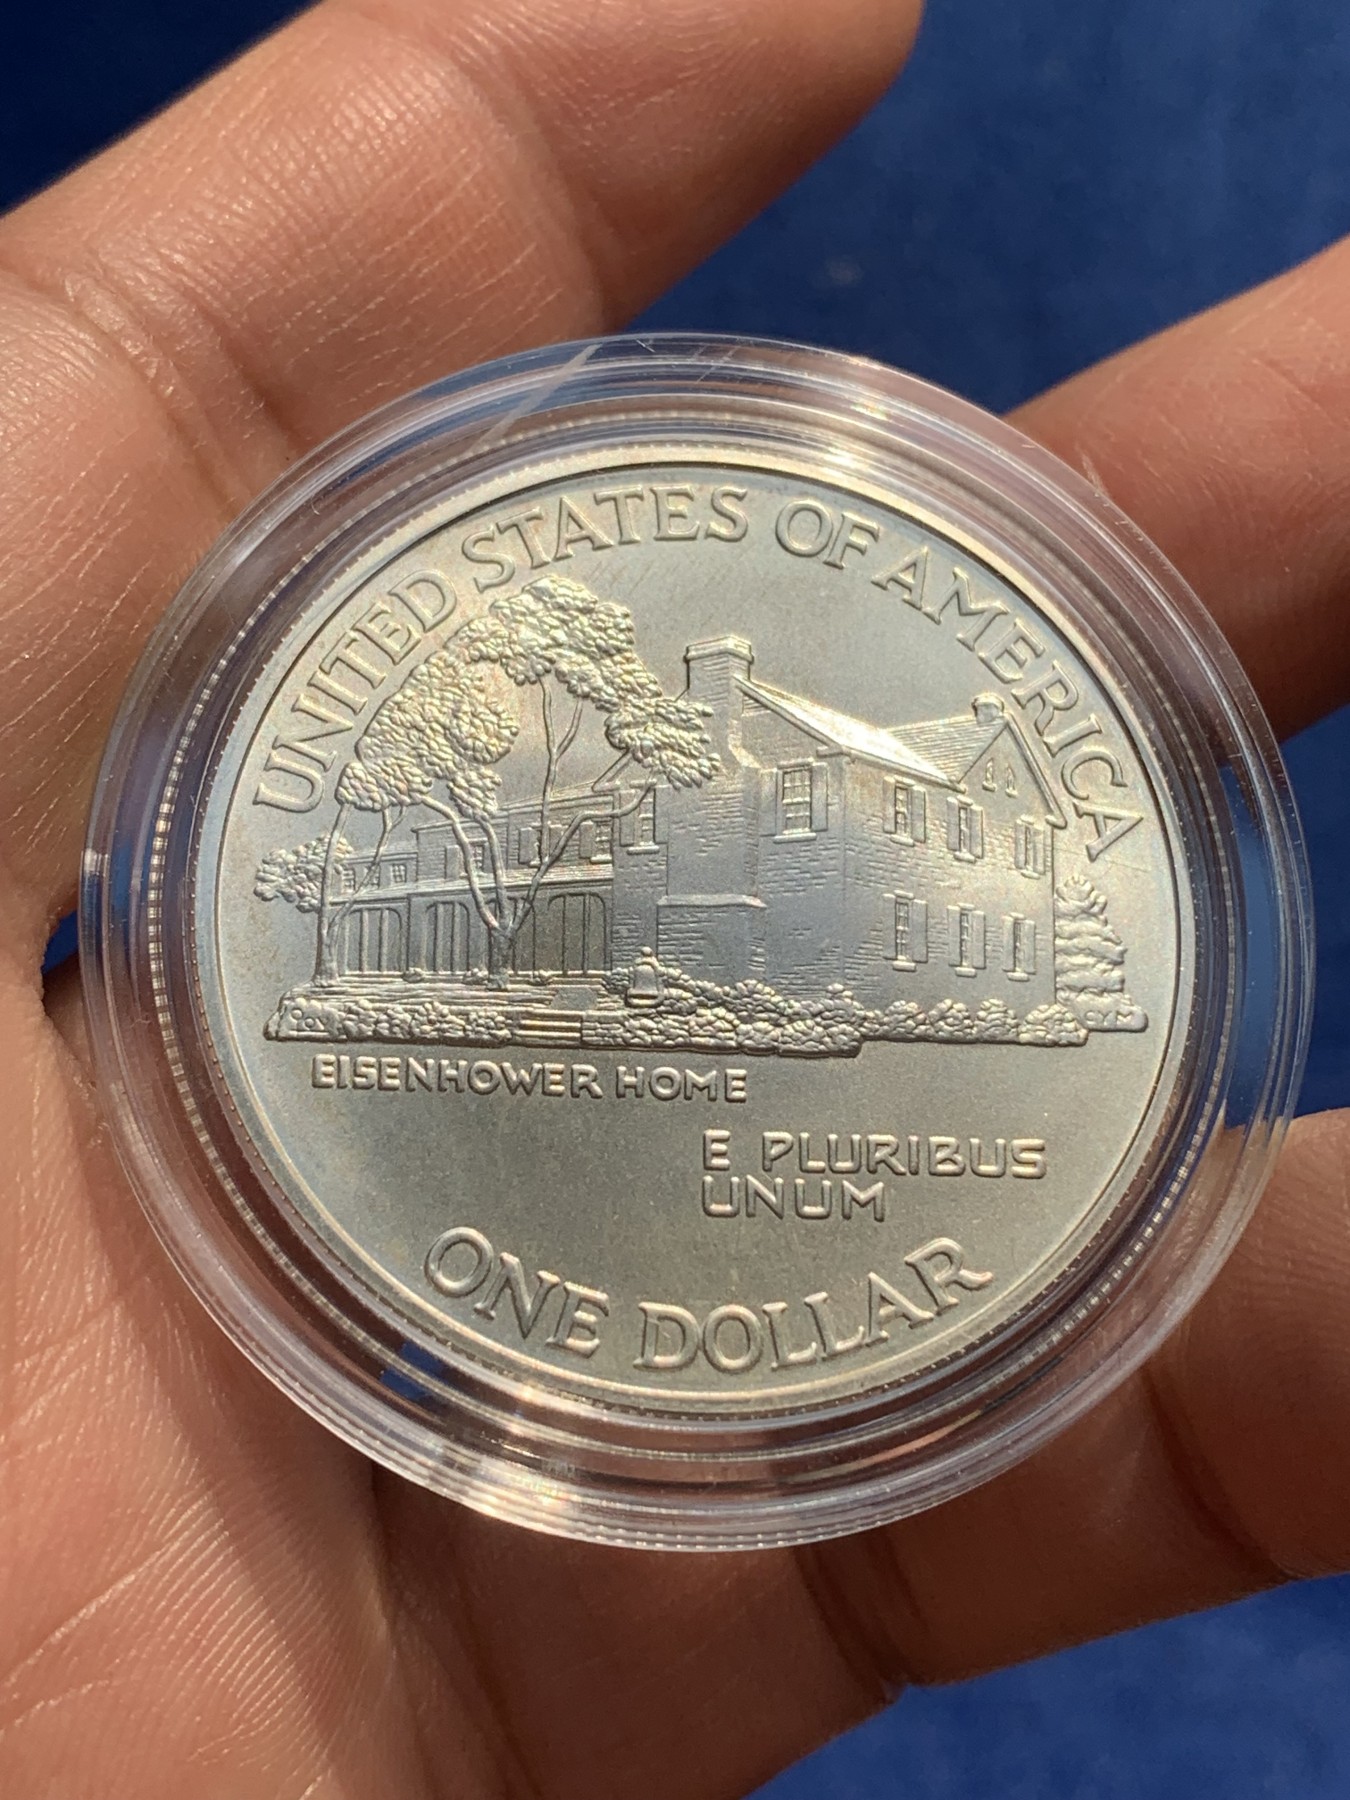 UNITED STATES OF AMERICA
EISENHOWER HOME
E PLURIBUS
UNUM
ONE DOLLAR